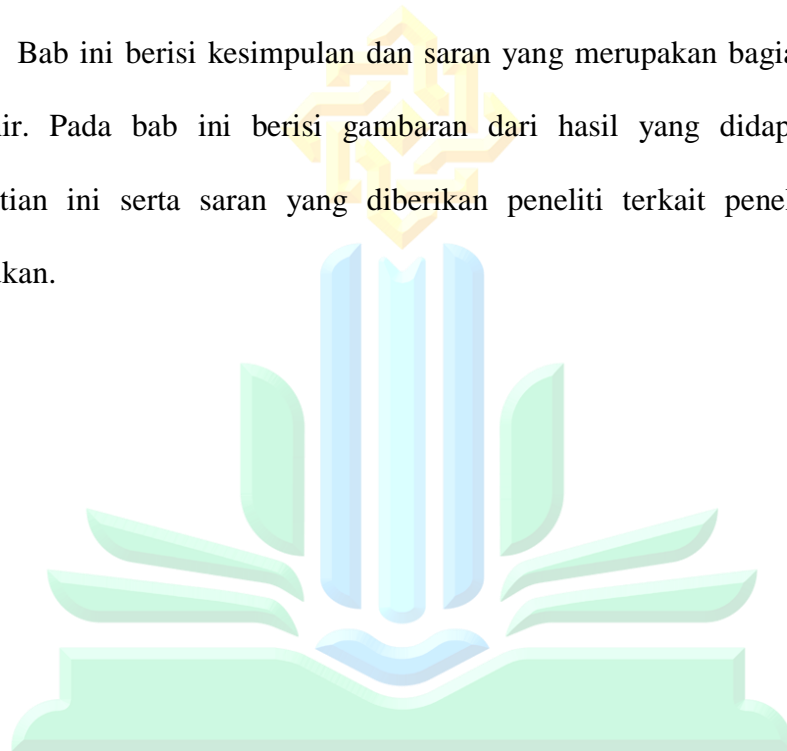 Bab ini berisi kesimpulan dan saran yang merupakan bagia
ir. Pada bab ini berisi gambaran dari hasil yang didap
tian ini serta saran yang diberikan peneliti terkait penel
kan.